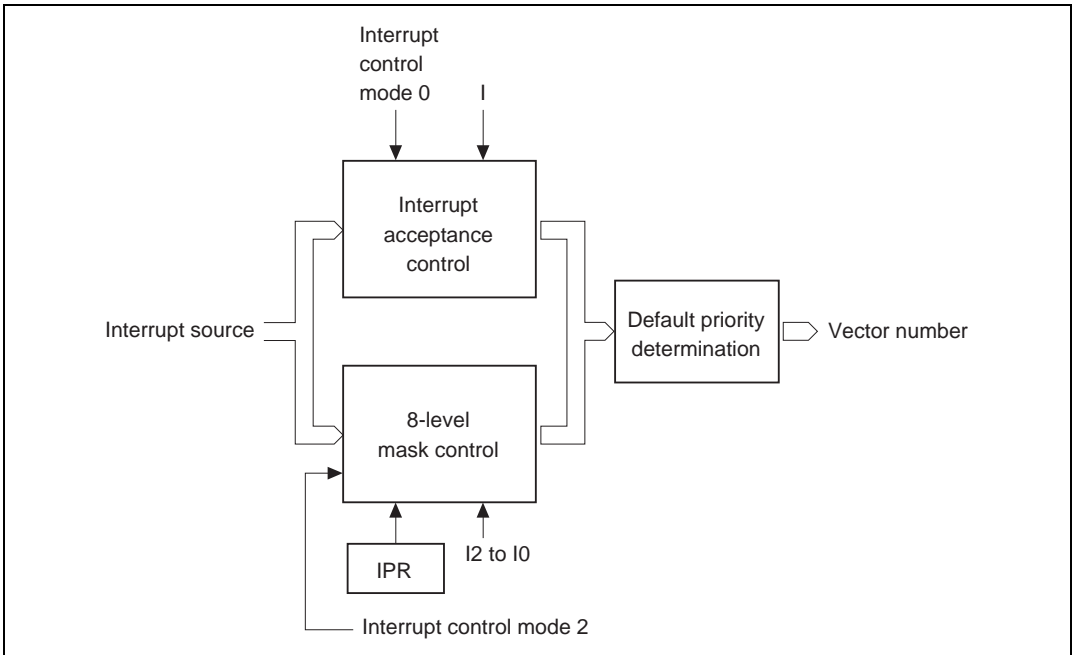 Interrupt
control
mode 0
I
Interrupt
acceptance
control
Interrupt source
Default priority
determination
Vector number
8-level
mask control
I2 to I0
IPR
Interrupt control mode 2